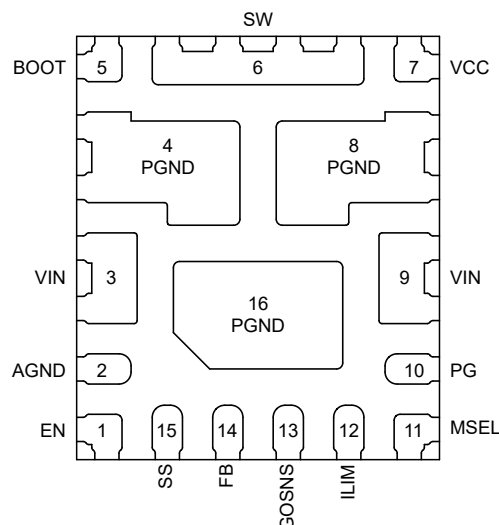 SW
BOOT 5 6 7 VCC
4
PGND
8
PGND
VIN 3 9 VIN
16
PGND
AGND 2 10 PG
EN 1 15 14 13 12 11 MSEL
SS
FB
GOSNS
ILIM